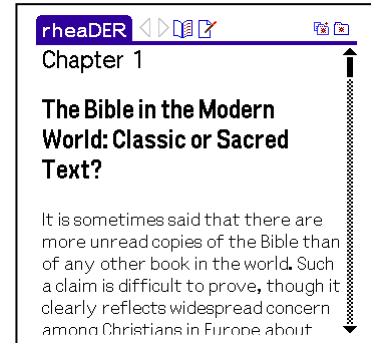 rheaDER
Chapter 1
The Bible in the Modern
World: Classic or Sacred
Text?
It is sometimes said that there are
more unread copies of the Bible than
of any other book in the world. Such
a claim is difficult to prove, though it
clearly reflects widespread concern
among Christians in Europe about